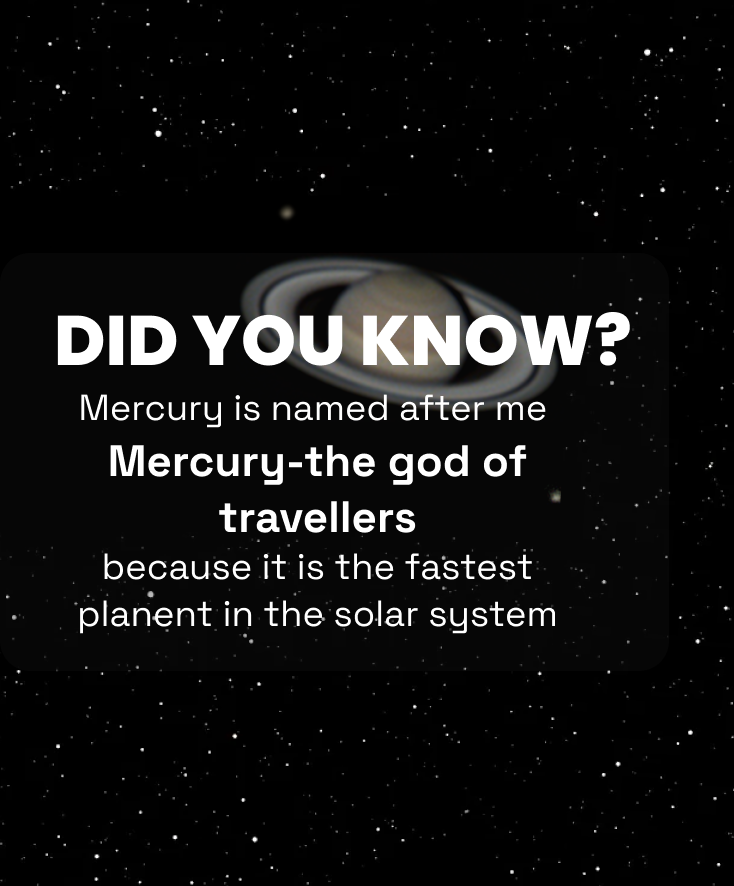 DID YOU KNOW?
Mercury is named after me
Mercury-the god of
travellers
because it is the fastest
planent in the solar system